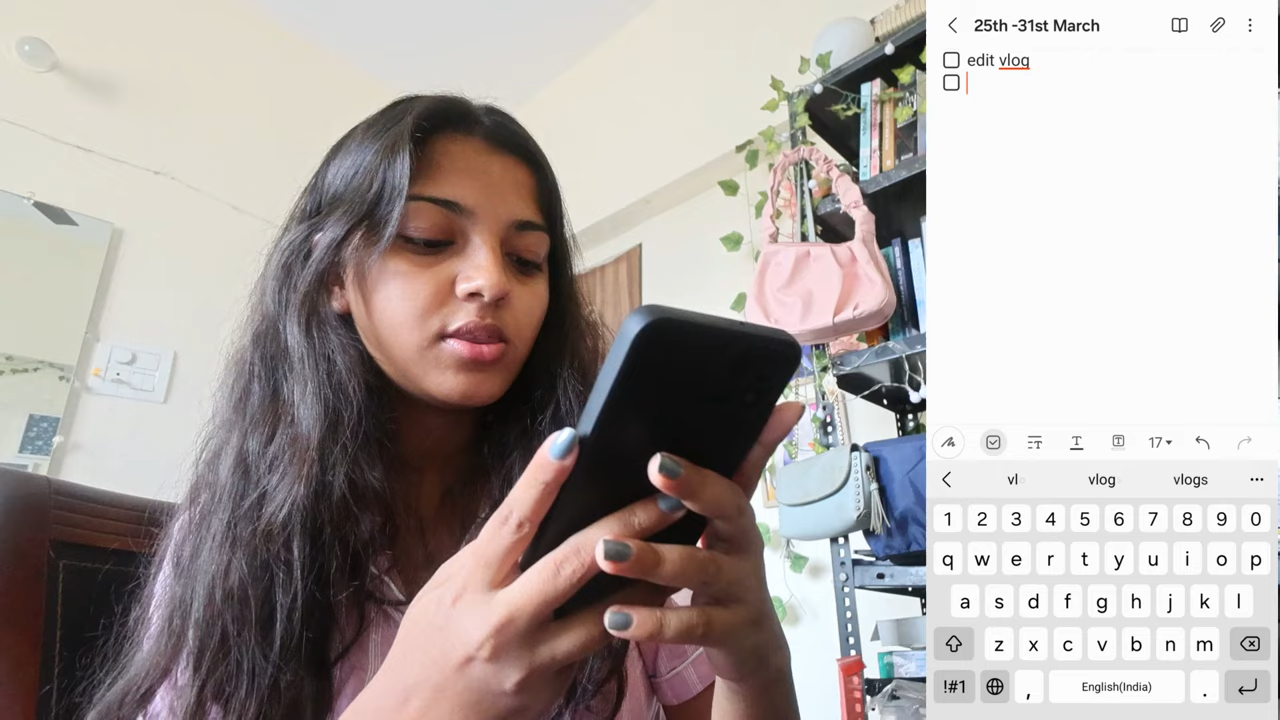 25th -31st March
edit vlog
17
vl
vlog
vlogs
1 2 3 4 5 6 7 8 9 0
q w e r t y u i o p
a s d f g h j k l
z x c v b n m
!#1 , English(India) .